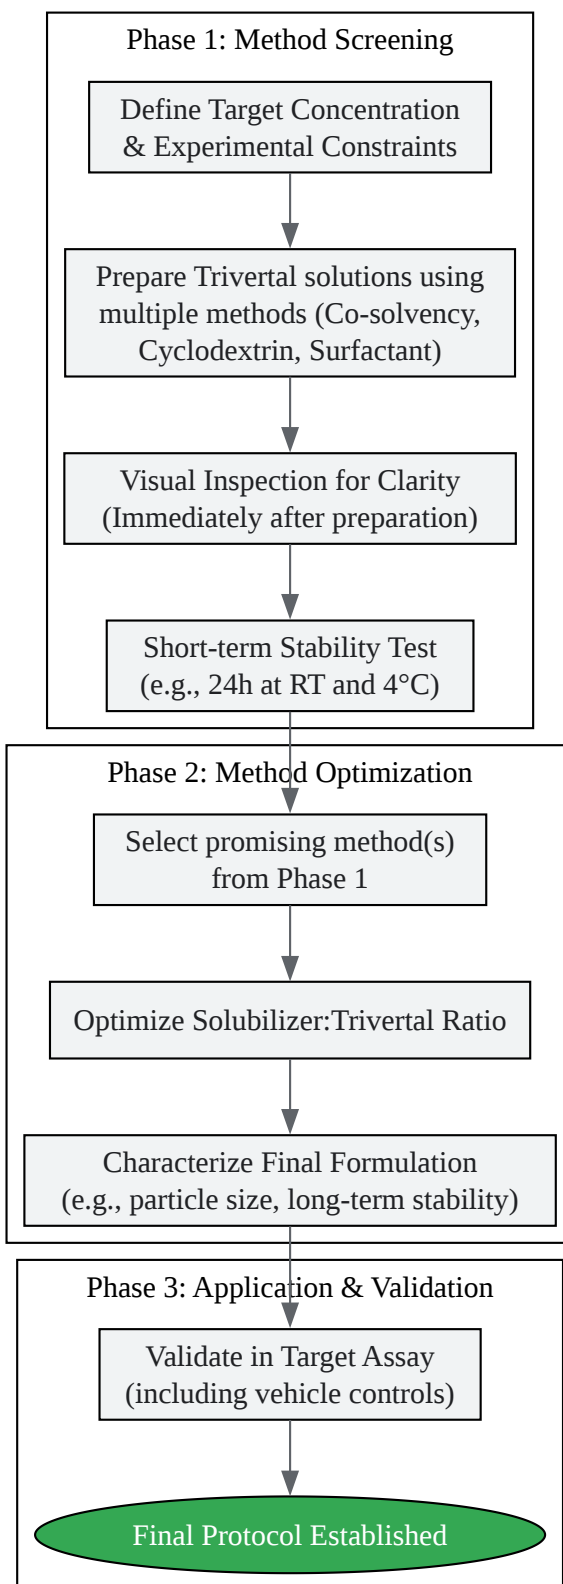 Phase 1: Method Screening
Define Target Concentration
& Experimental Constraints
Prepare Trivertal solutions using
multiple methods (Co-solvency,
Cyclodextrin, Surfactant)
Visual Inspection for Clarity
(Immediately after preparation)
Short-term Stability Test
(e.g., 24h at RT and 4°C)
Phase 2: Method Optimization
Select promising method(s)
from Phase 1
Optimize Solubilizer:Trivertal Ratio
Characterize Final Formulation
(e.g., particle size, long-term stability)
Phase 3: Application & Validation
Validate in Target Assay
(including vehicle controls)
Final Protocol Established